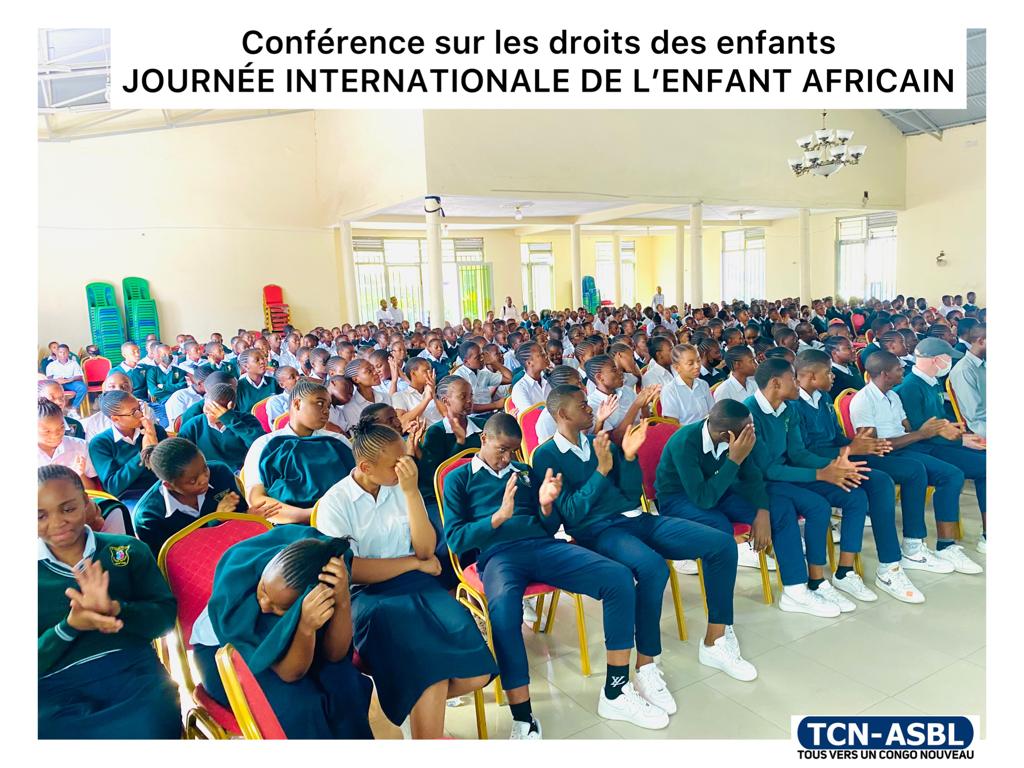 Conférence sur les droits des enfants
JOURNÉE INTERNATIONALE DE L'ENFANT AFRICAIN
TCN-ASBL
TOUS VERS UN CONGO NOUVEAU